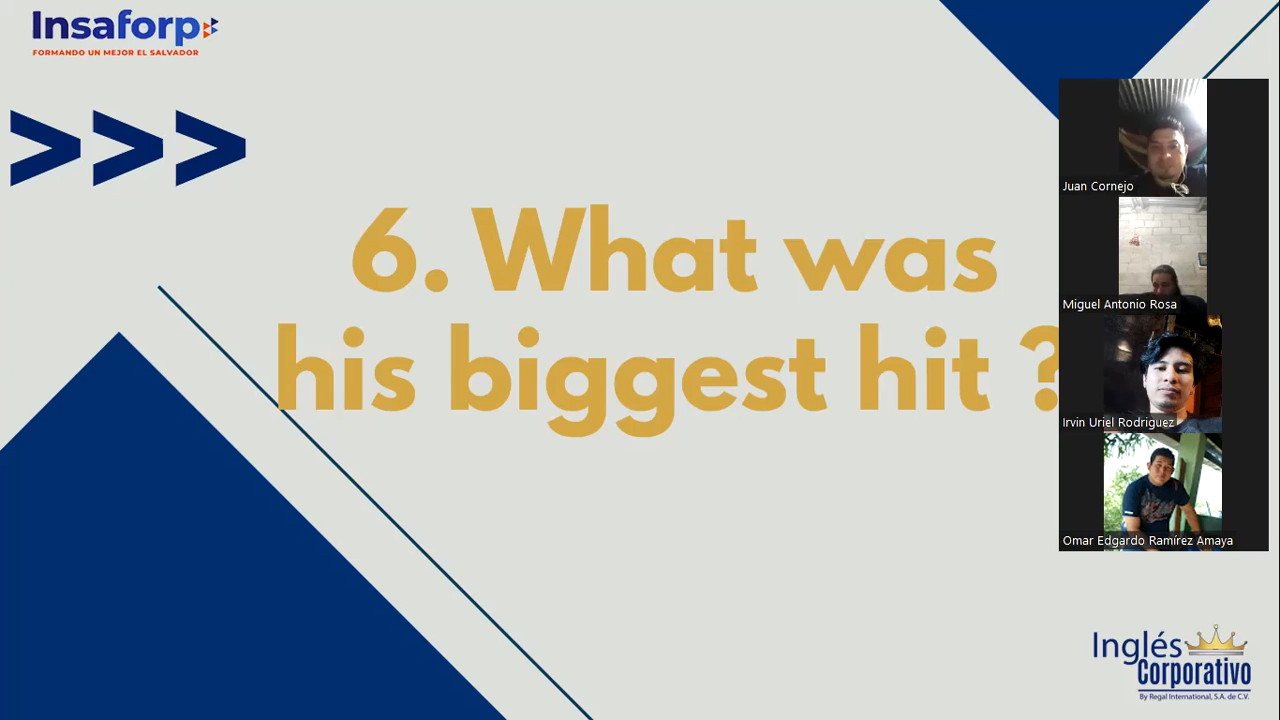 Insaforp
FORMANDO UN MEJOR EL SALVADOR
>>>
6. What was
his biggest hit ?
Juan Cornejo
Miguel Antonio Rosa
Irvin Uriel Rodriguez
Omar Edgardo Ramírez Amaya
Inglés
Corporativo
By Regal International, S.A. de C.V.